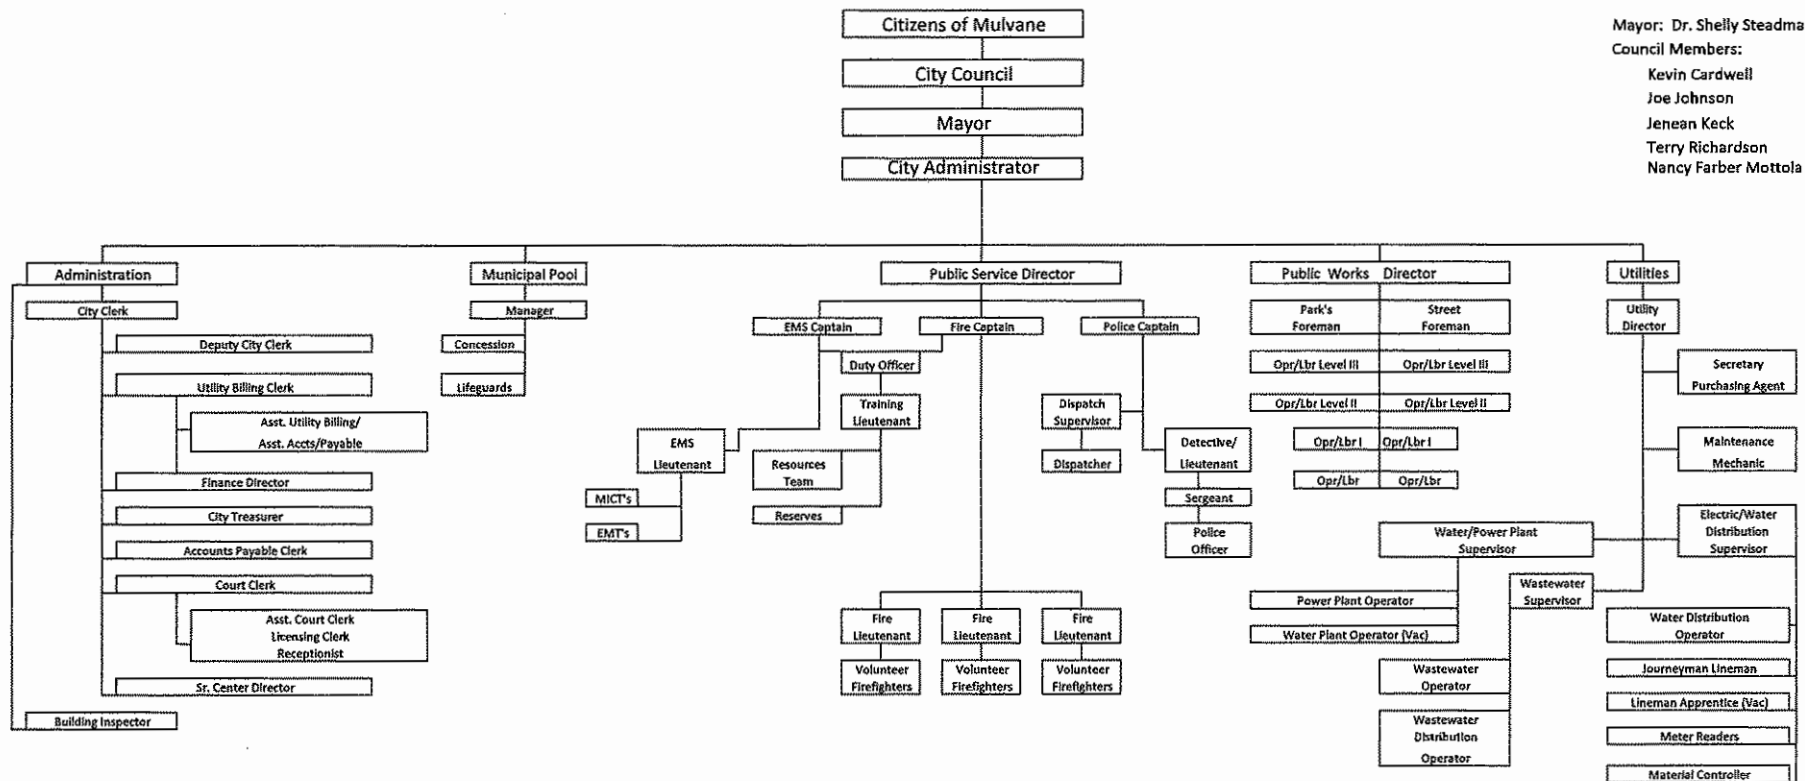 Citizens of Mulvane
City Council
Mayor
City Administrator
Mayor: Dr. Shelly Steadma
Council Members:
Kevin Cardwell
Joe Johnson
Jenean Keck
Terry Richardson
Nancy Farber Mottola
Administration
City Clerk
Deputy City Clerk
Utility Billing Clerk
Asst. Utility Billing/
Asst. Accts/Payable
Finance Director
City Treasurer
Accounts Payable Clerk
Court Clerk
Asst. Court Clerk
Licensing Clerk
Receptionist
Sr. Center Director
Building Inspector
Municipal Pool
Manager
Concession
Lifeguards
Public Service Director
EMS Captain
Fire Captain
Police Captain
Duty Officer
Training
Lieutenant
EMS
Lieutenant
MICT's
EMT's
Resources
Team
Reserves
Dispatch
Supervisor
Dispatcher
Detective/
Lieutenant
Sergeant
Police
Officer
Fire
Lieutenant
Fire
Lieutenant
Fire
Lieutenant
Volunteer
Firefighters
Volunteer
Firefighters
Volunteer
Firefighters
Public Works Director
Park's
Foreman
Street
Foreman
Opr/Lbr Level III
Opr/Lbr Level III
Opr/Lbr Level II
Opr/Lbr Level II
Opr/Lbr I
Opr/Lbr I
Opr/Lbr
Opr/Lbr
Utilities
Utility
Director
Secretary
Purchasing Agent
Maintenance
Mechanic
Electric/Water
Distribution
Supervisor
Water/Power Plant
Supervisor
Power Plant Operator
Water Plant Operator (Vac)
Wastewater
Supervisor
Wastewater
Operator
Wastewater
Distribution
Operator
Water Distribution
Operator
Journeyman Lineman
Lineman Apprentice (Vac)
Meter Readers
Material Controller